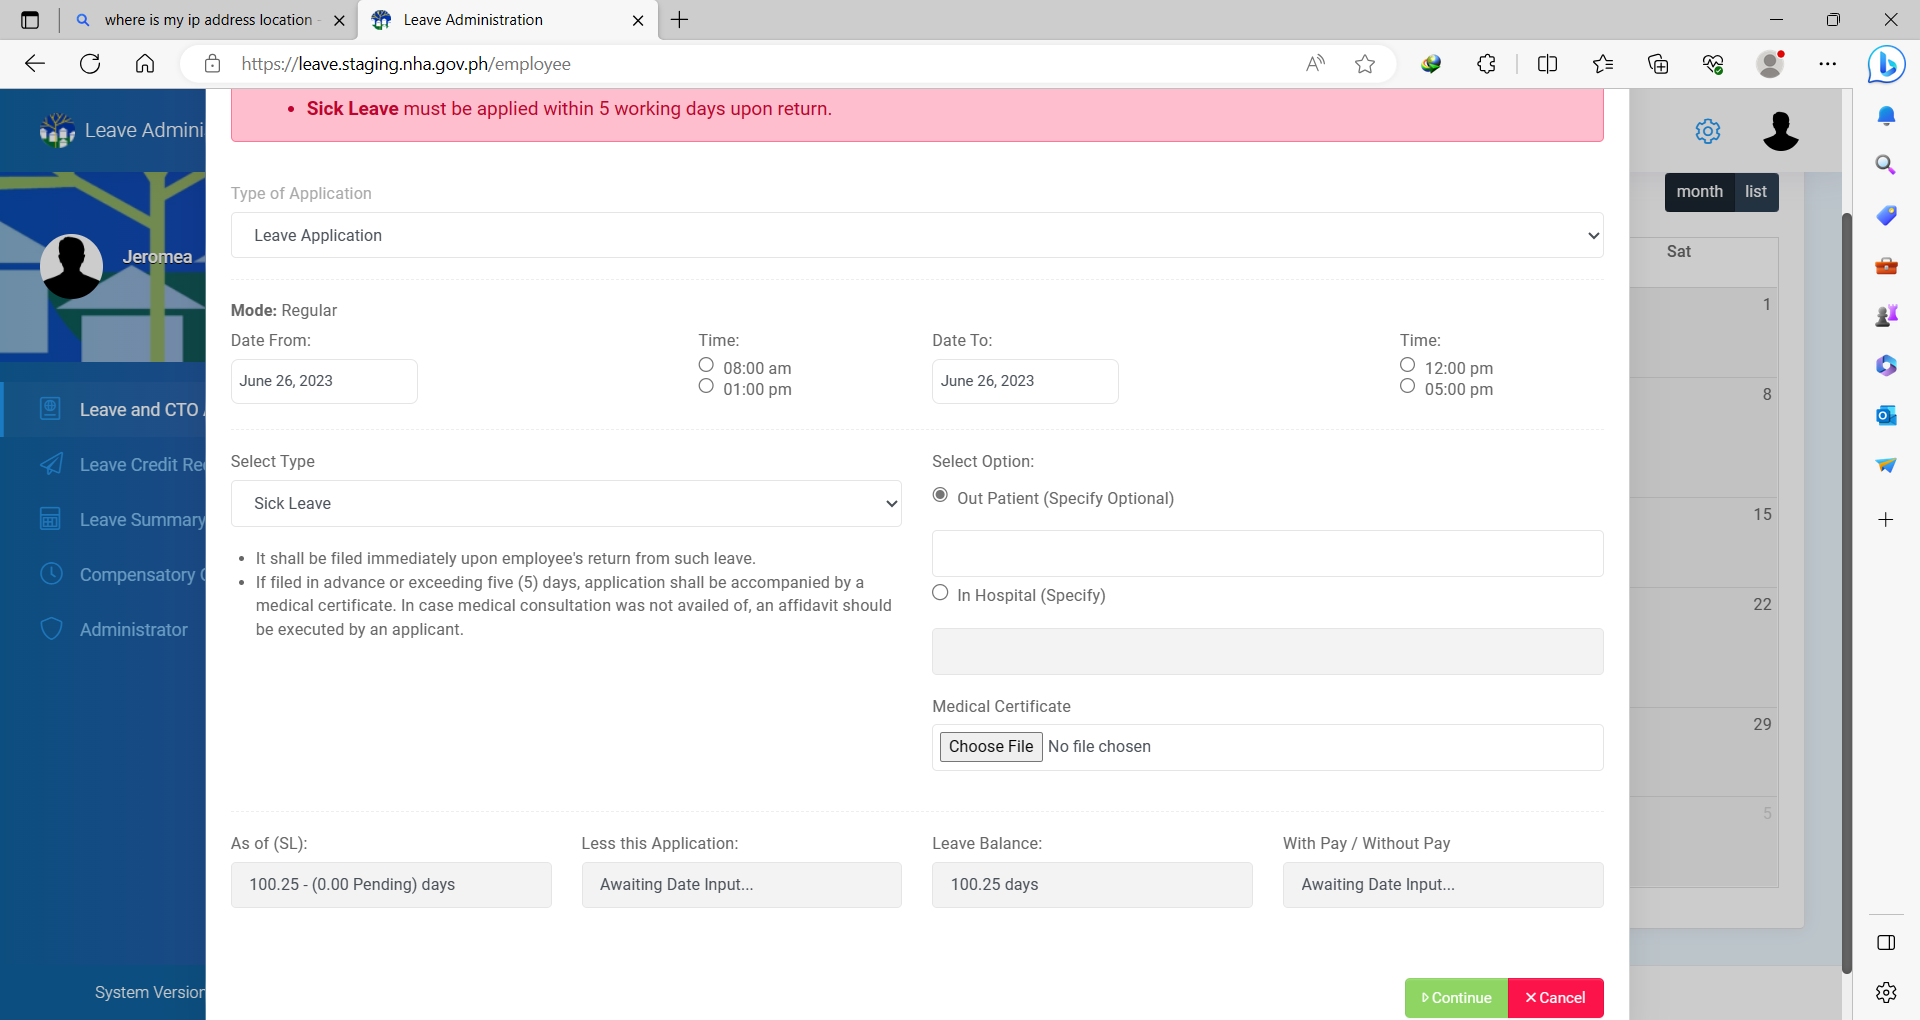 where is my ip address location
Leave Administration
https://leave.staging.nha.gov.ph/employee
Leave Admini
Sick Leave must be applied within 5 working days upon return.
month list
Type of Application
Leave Application
Jeromea
Sat
Mode: Regular
1
Date From:
Time:
Date To:
Time:
June 26, 2023
08:00 am
01:00 pm
June 26, 2023
12:00 pm
05:00 pm
8
Leave and CTO
Leave Credit Re
Select Type
Select Option:
Sick Leave
Out Patient (Specify Optional)
15
Leave Summary
It shall be filed immediately upon employee's return from such leave.
If filed in advance or exceeding five (5) days, application shall be accompanied by a
medical certificate. In case medical consultation was not availed of, an affidavit should
be executed by an applicant.
Compensatory
In Hospital (Specify)
22
Administrator
Medical Certificate
29
Choose File No file chosen
5
As of (SL):
Less this Application:
Leave Balance:
With Pay / Without Pay
100.25 - (0.00 Pending) days
Awaiting Date Input...
100.25 days
Awaiting Date Input...
System Version
Continue
Cancel